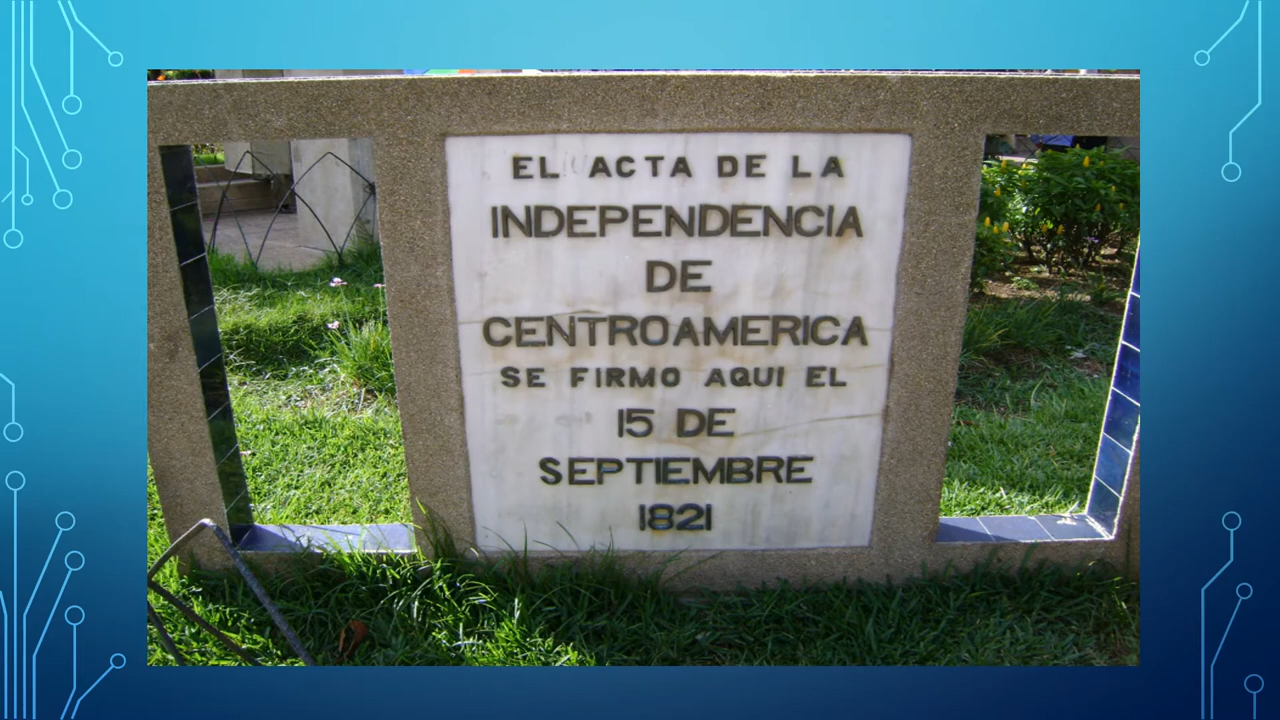 EL ACTA DE LA
INDEPENDENCIA
DE
CENTROAMERICA
SE FIRMO AQUI EL
15 DE
SEPTIEMBRE
1821